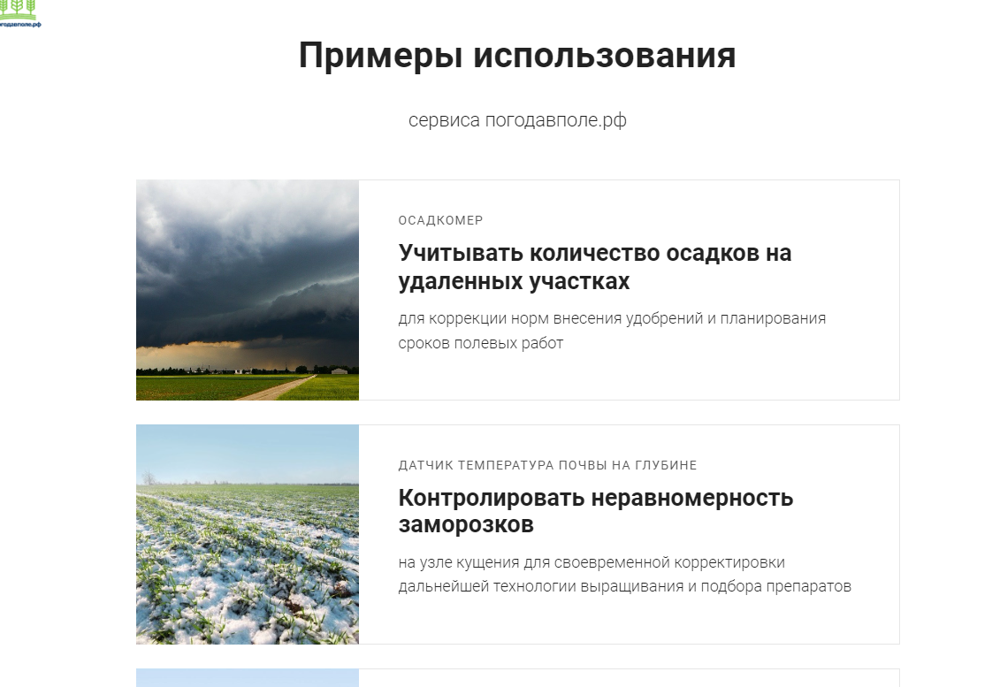 Примеры использования
сервиса погодавполе.рф
ОСАДКОМЕР
Учитывать количество осадков на
удаленных участках
для коррекции норм внесения удобрений и планирования
сроков полевых работ
ДАТЧИК ТЕМПЕРАТУРА ПОЧВЫ НА ГЛУБИНЕ
Контролировать неравномерность
заморозков
на узле кущения для своевременной корректировки
дальнейшей технологии выращивания и подбора препаратов